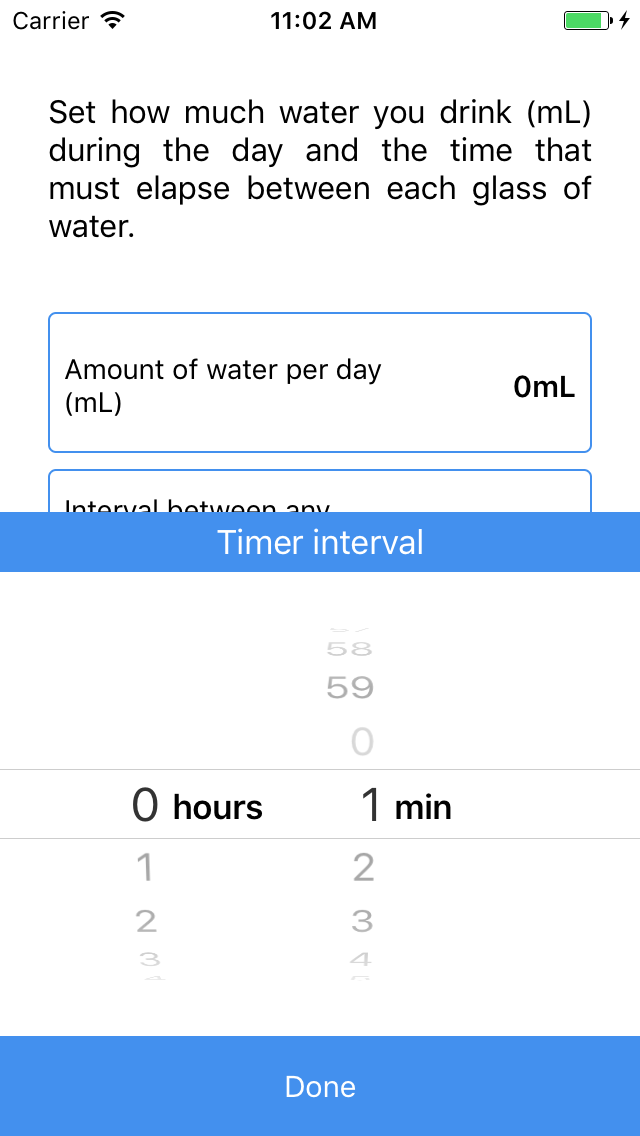 Carrier 11:02 AM
Set how much water you drink (mL)
during the day and the time that
must elapse between each glass of
water.
Amount of water per day
(mL)
0mL
Interval between any
Timer interval
58
59
0
0 hours 1 min
1 2
2 3
3 4
4 5
Done